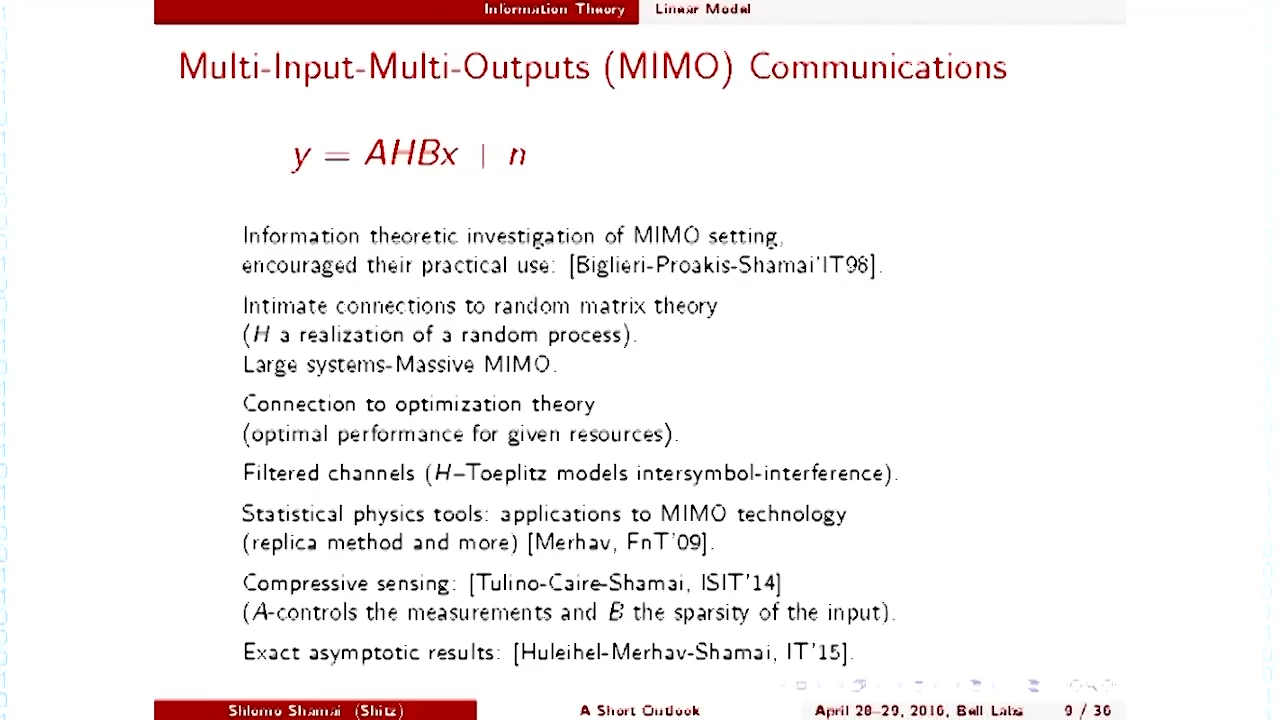 Information Theory Linear Model
Multi-Input-Multi-Outputs (MIMO) Communications
y = AHBx + n
Information theoretic investigation of MIMO setting,
encouraged their practical use: [Biglieri-Proakis-Shamai'IT98].
Intimate connections to random matrix theory
(H a realization of a random process).
Large systems-Massive MIMO.
Connection to optimization theory
(optimal performance for given resources).
Filtered channels (H–Toeplitz models intersymbol-interference).
Statistical physics tools: applications to MIMO technology
(replica method and more) [Merhav, FnT'09].
Compressive sensing: [Tulino-Caire-Shamai, ISIT'14]
(A-controls the measurements and B the sparsity of the input).
Exact asymptotic results: [Huleihel-Merhav-Shamai, IT'15].
Shlomo Shamai (Shitz) A Short Outlook April 28–29, 2016, Bell Labs 9 / 36